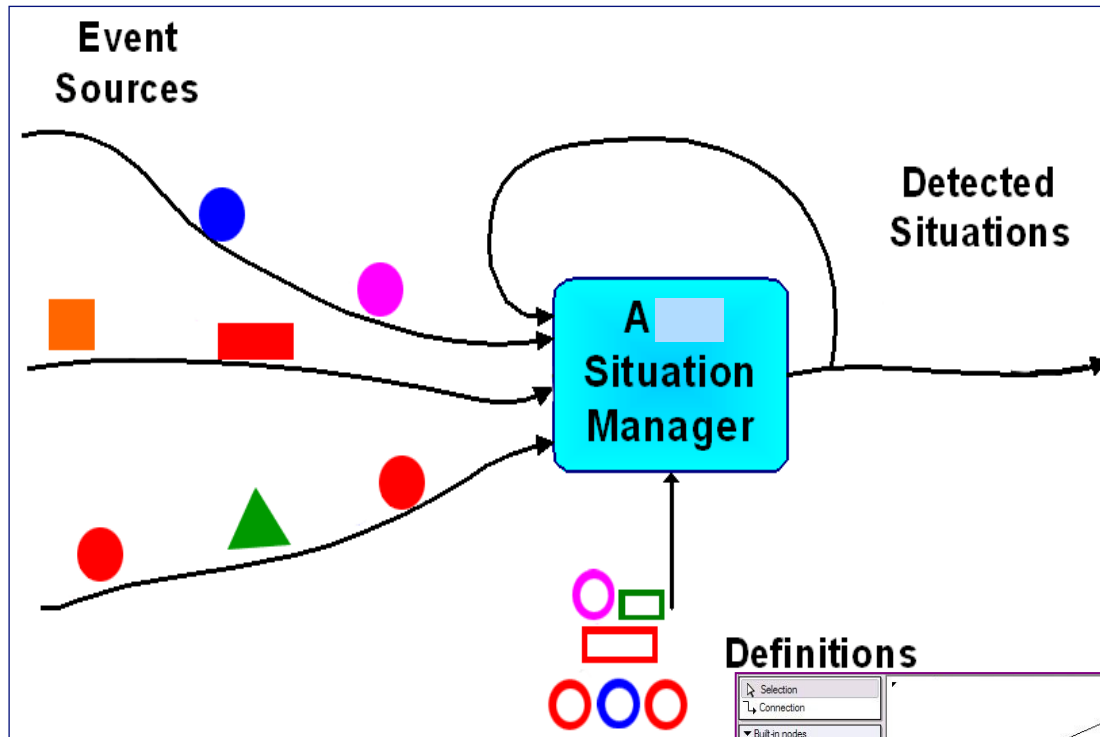 Event
Sources
Detected
Situations
A
Situation
Manager
Definitions
Selection
Connection
Built-in nodes